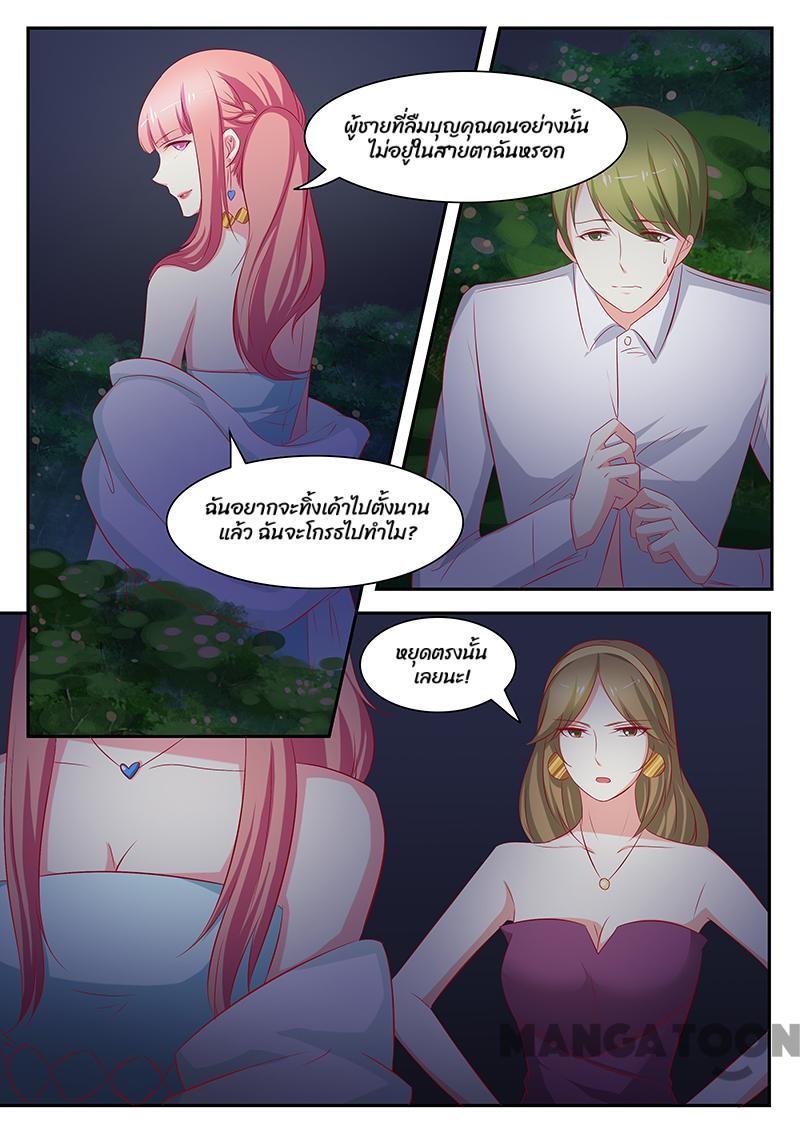 ผู้ชายที่ลืมบุญคุณคนอย่างนั้น
ไม่อยู่ในสายตาฉันหรอก
ฉันอยากจะทิ้งเค้าไปตั้งนาน
แล้ว ฉันจะโกรธไปทำไม?
หยุดตรงนั้น
เลยนะ!
MANGATOON